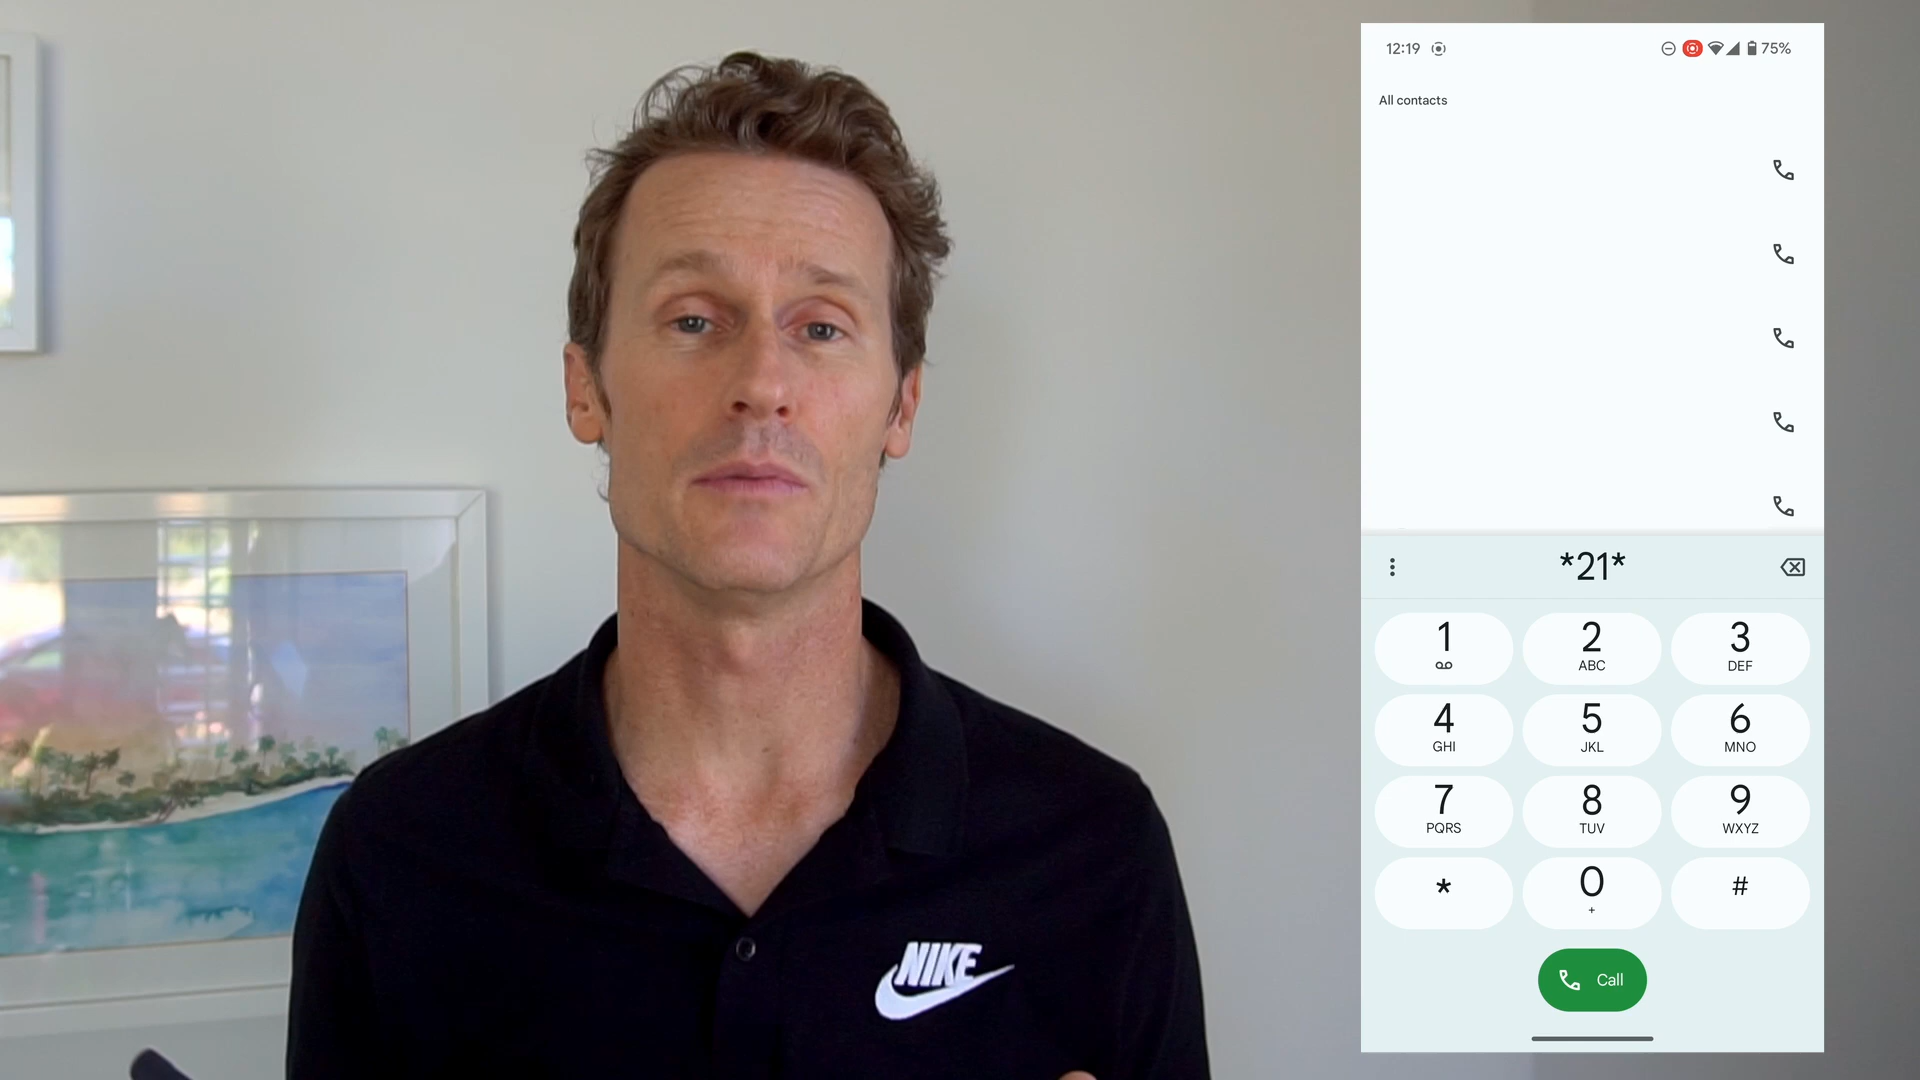 12:19
75%
All contacts
*21*
1
2
ABC
3
DEF
4
GHI
5
JKL
6
MNO
7
PQRS
8
TUV
9
WXYZ
*
0
+
#
Call
NIKE